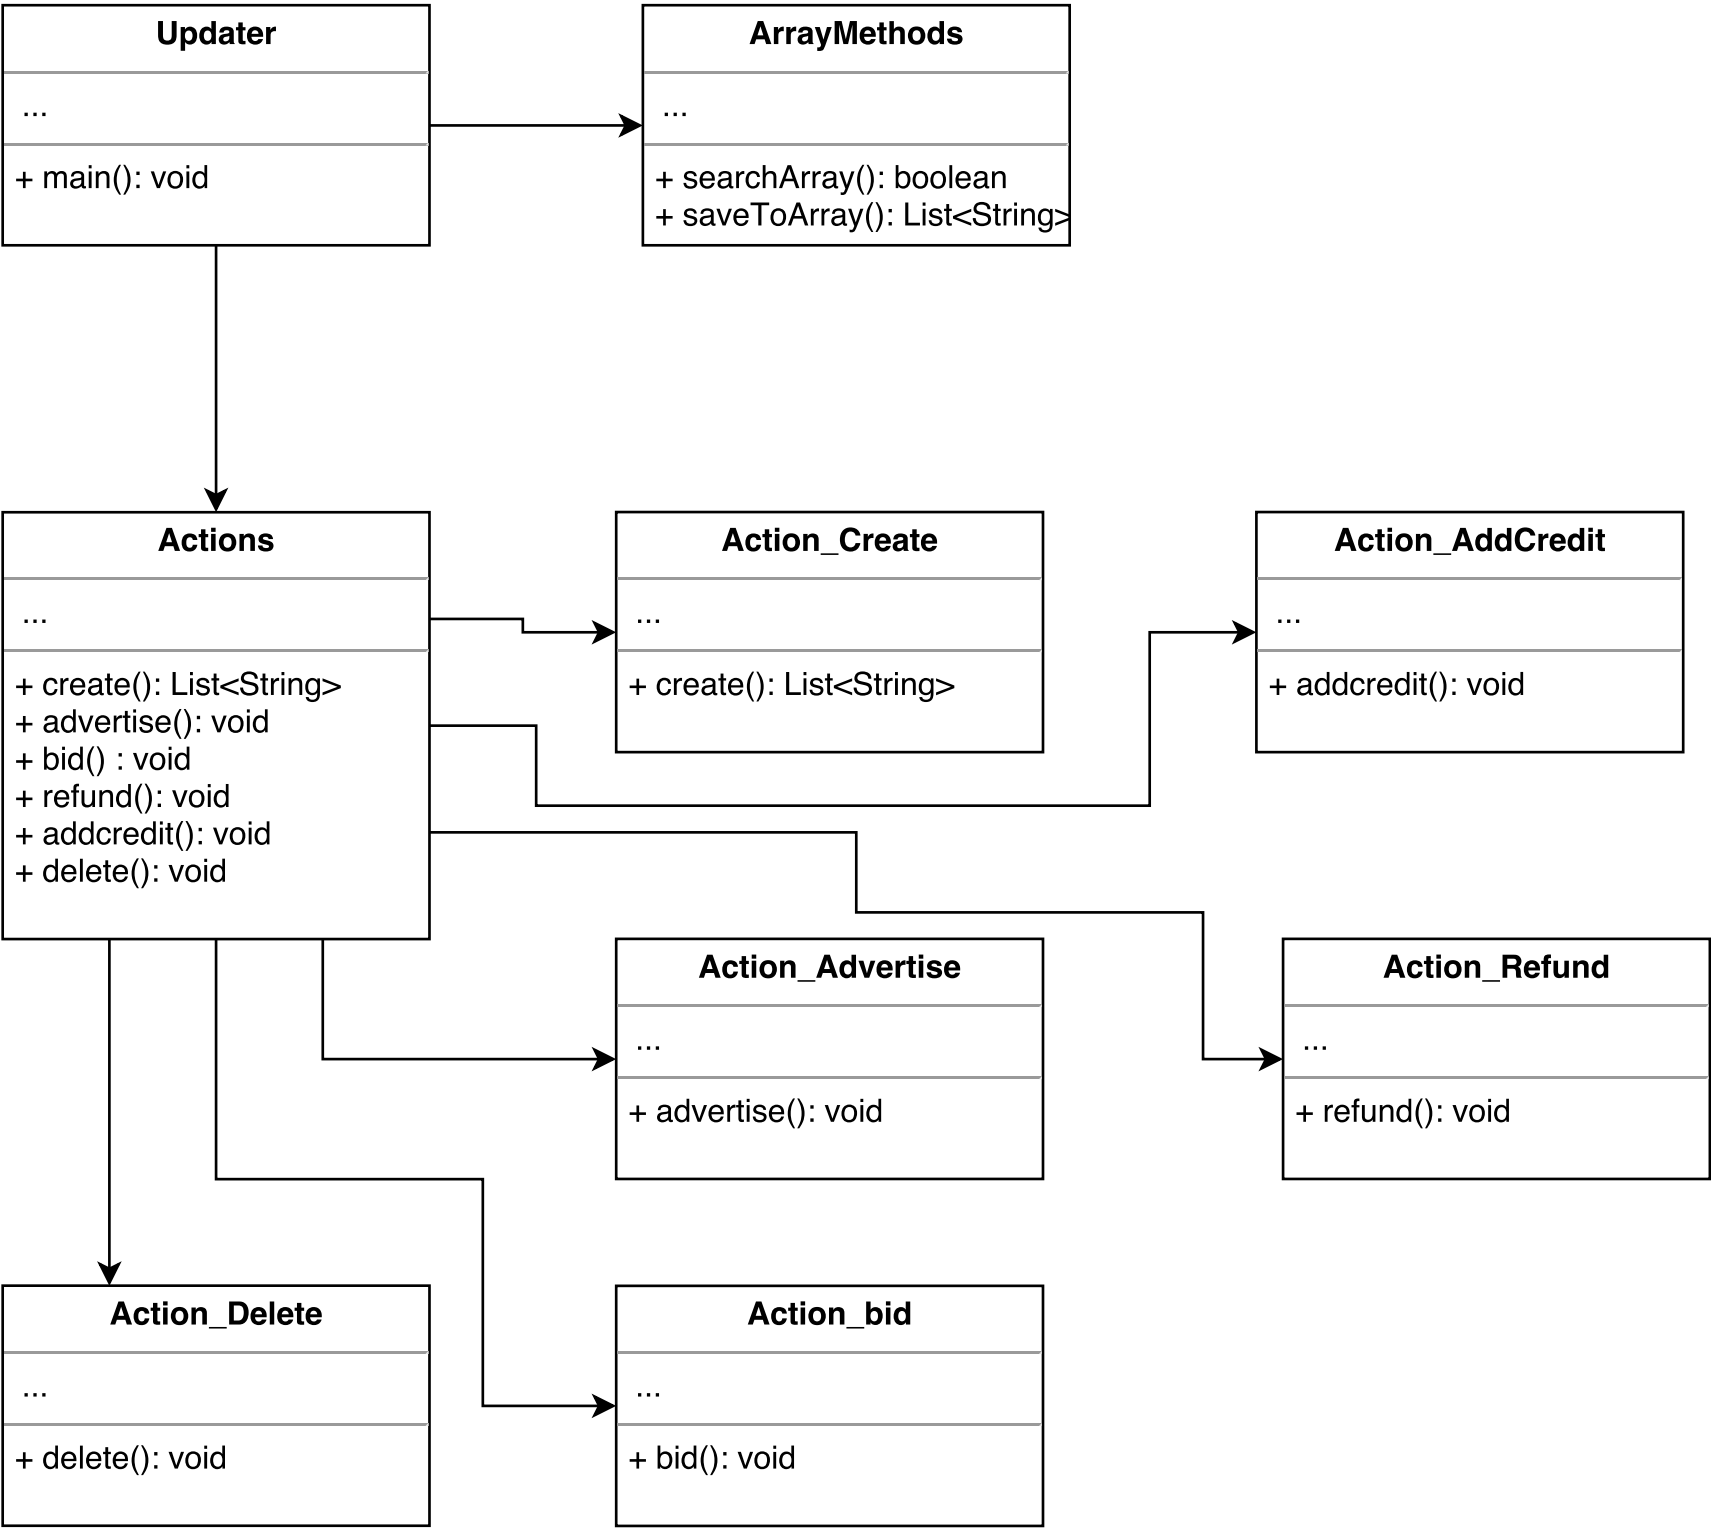 Updater
...
+ main(): void
ArrayMethods
...
+ searchArray(): boolean
+ saveToArray(): List<String>
Actions
...
+ create(): List<String>
+ advertise(): void
+ bid() : void
+ refund(): void
+ addcredit(): void
+ delete(): void
Action_Create
...
+ create(): List<String>
Action_AddCredit
...
+ addcredit(): void
Action_Advertise
...
+ advertise(): void
Action_Refund
...
+ refund(): void
Action_Delete
...
+ delete(): void
Action_bid
...
+ bid(): void